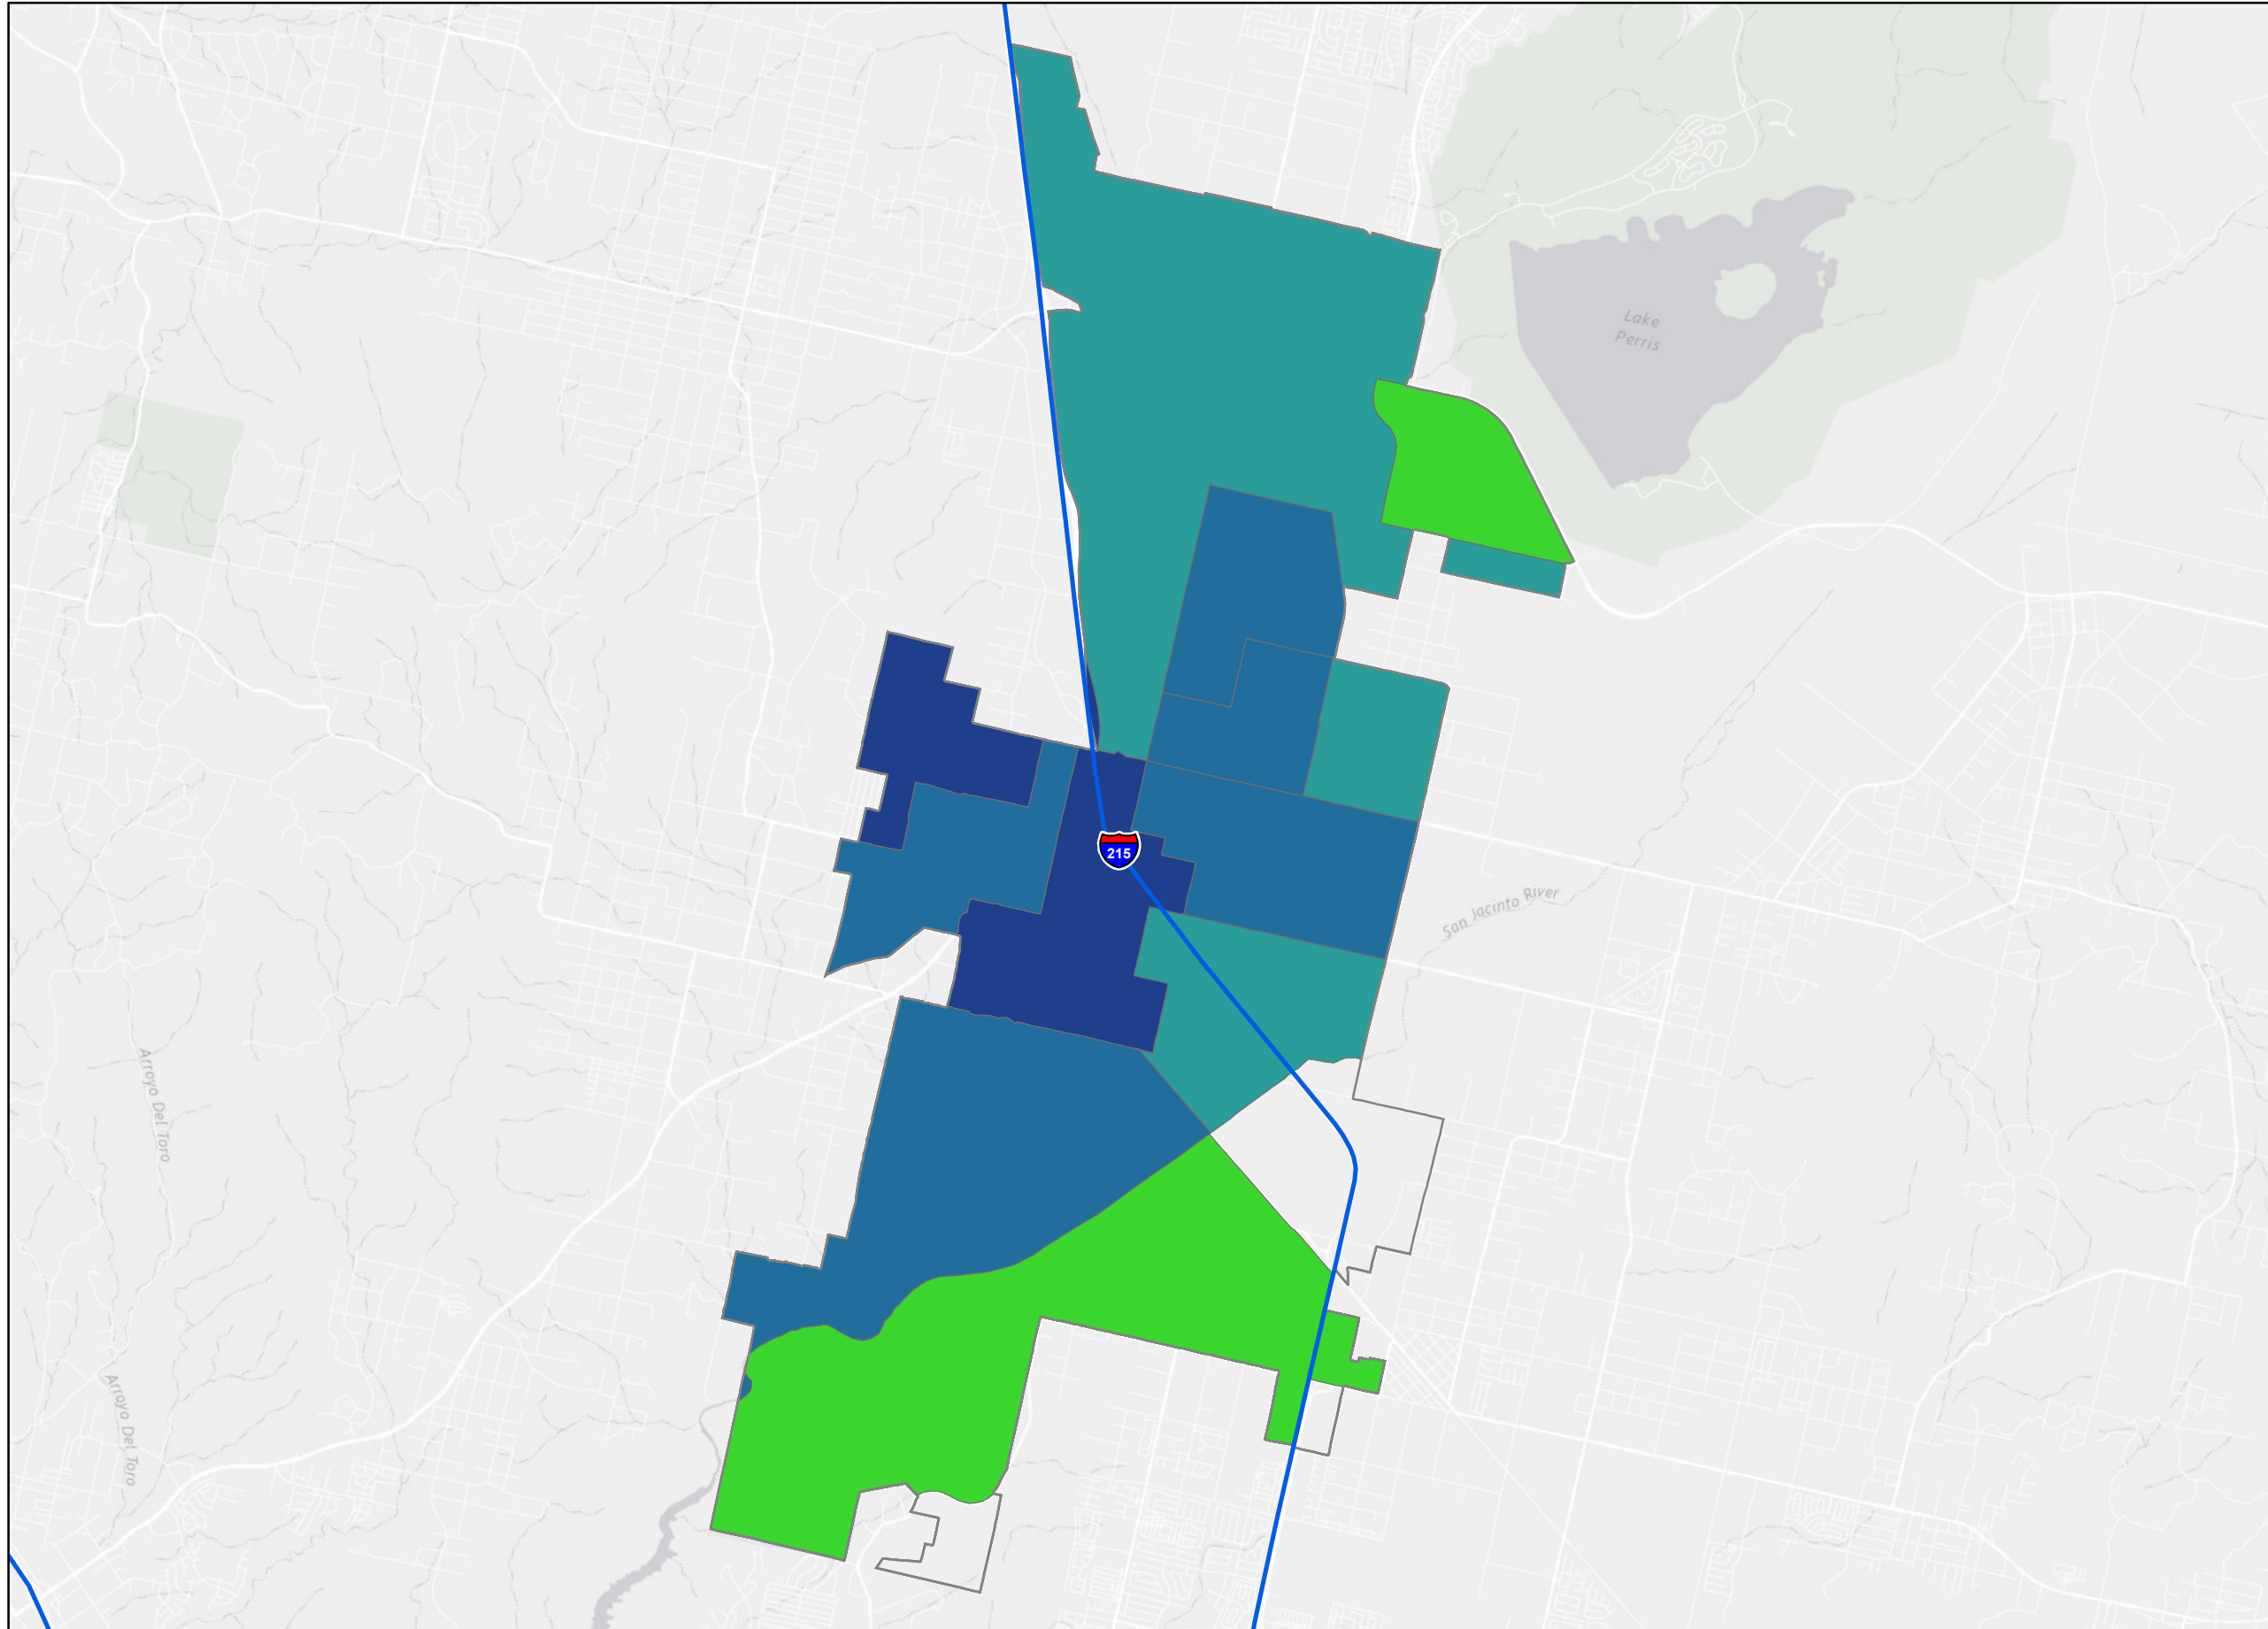 Lake
Perris
215
San Jacinto River
Arroyo Del Toro
Arroyo Del Toro